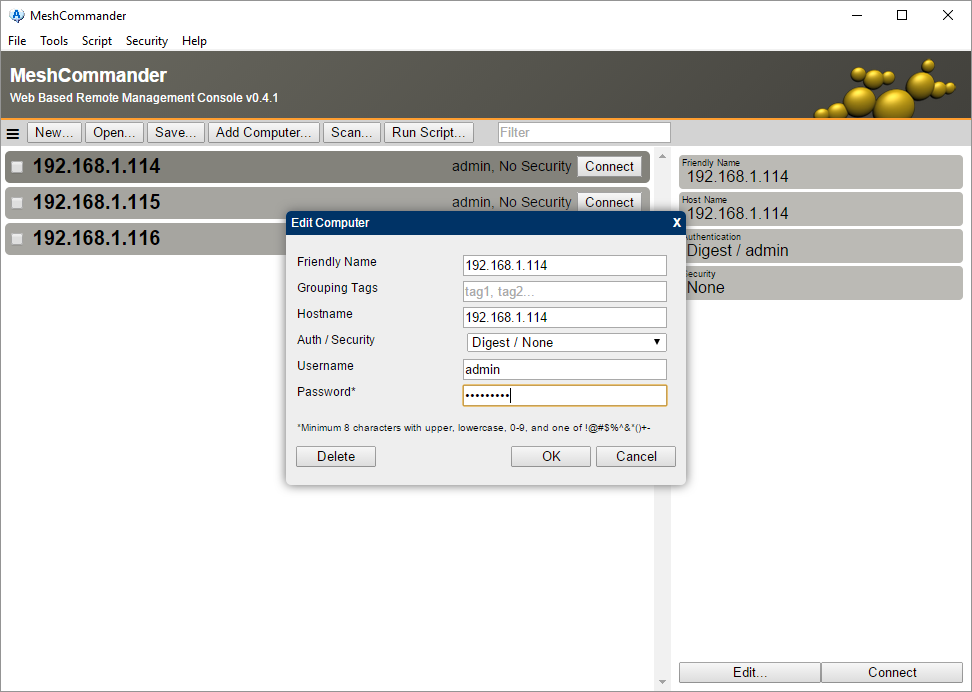 MeshCommander
File Tools Script Security Help
MeshCommander
Web Based Remote Management Console v0.4.1
New... Open... Save... Add Computer... Scan... Run Script... Filter
192.168.1.114 admin, No Security Connect
192.168.1.115 admin, No Security Connect
192.168.1.116
Edit Computer X
Friendly Name 192.168.1.114
Grouping Tags tag1, tag2...
Hostname 192.168.1.114
Auth / Security Digest / None
Username admin
Password* •••••••••
*Minimum 8 characters with upper, lowercase, 0-9, and one of !@#$%^&*()+-
Delete OK Cancel
Friendly Name
192.168.1.114
Host Name
192.168.1.114
Authentication
Digest / admin
Security
None
Edit... Connect